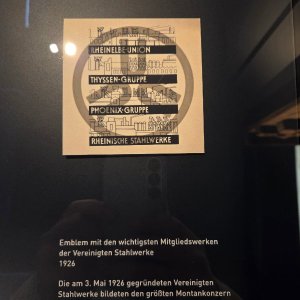 RHEINELBE-UNION
THYSSEN-GRUPPE
PHOENIX-GRUPPE
RHEINISCHE STAHLWERKE
Emblem mit den wichtigsten Mitgliedswerken
der Vereinigten Stahlwerke
1926
Die am 3. Mai 1926 gegründeten Vereinigten
Stahlwerke bildeten den größten Montankonzern